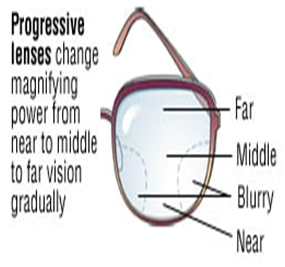 Progressive
lenses change
magnifying
power from
near to middle
to far vision
gradually
Far
Middle
Blurry
Near